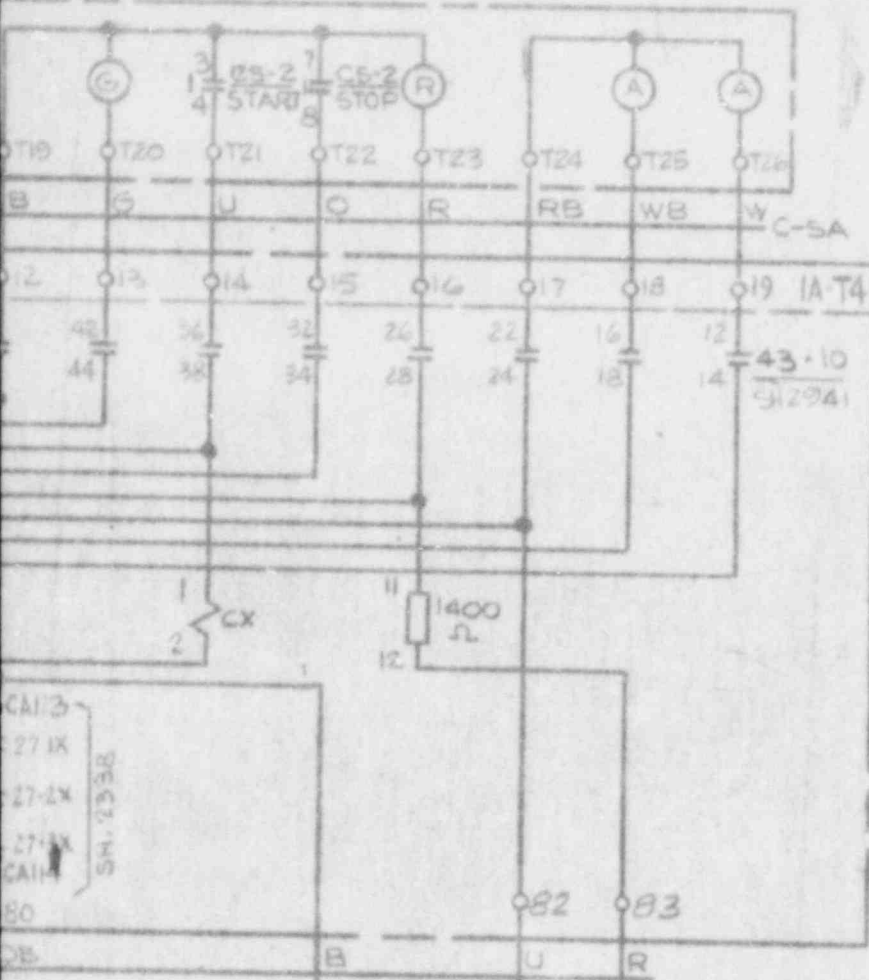 3 7
G 1 CS-2 CS-2 R A A
4 START STOP
8
T19 T20 T21 T22 T23 T24 T25 T26
B G U O R RB WB W
C-5A
12 13 14 15 16 17 18 19 1A-T4
42 36 32 26 22 16 12
43-10
44 38 34 28 24 18 14
S12941
1 11
CX 1400
Ω
2 12
CA113
27 1X
27-2X
SH. 2338
80
82 83
B U R